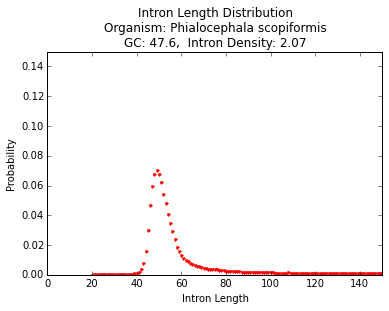 Intron Length Distribution
Organism: Phialocephala scopiformis
GC: 47.6,  Intron Density: 2.07
0.14
0.12
0.10
0.08
0.06
0.04
0.02
0.00
Probability
0 20 40 60 80 100 120 140
Intron Length